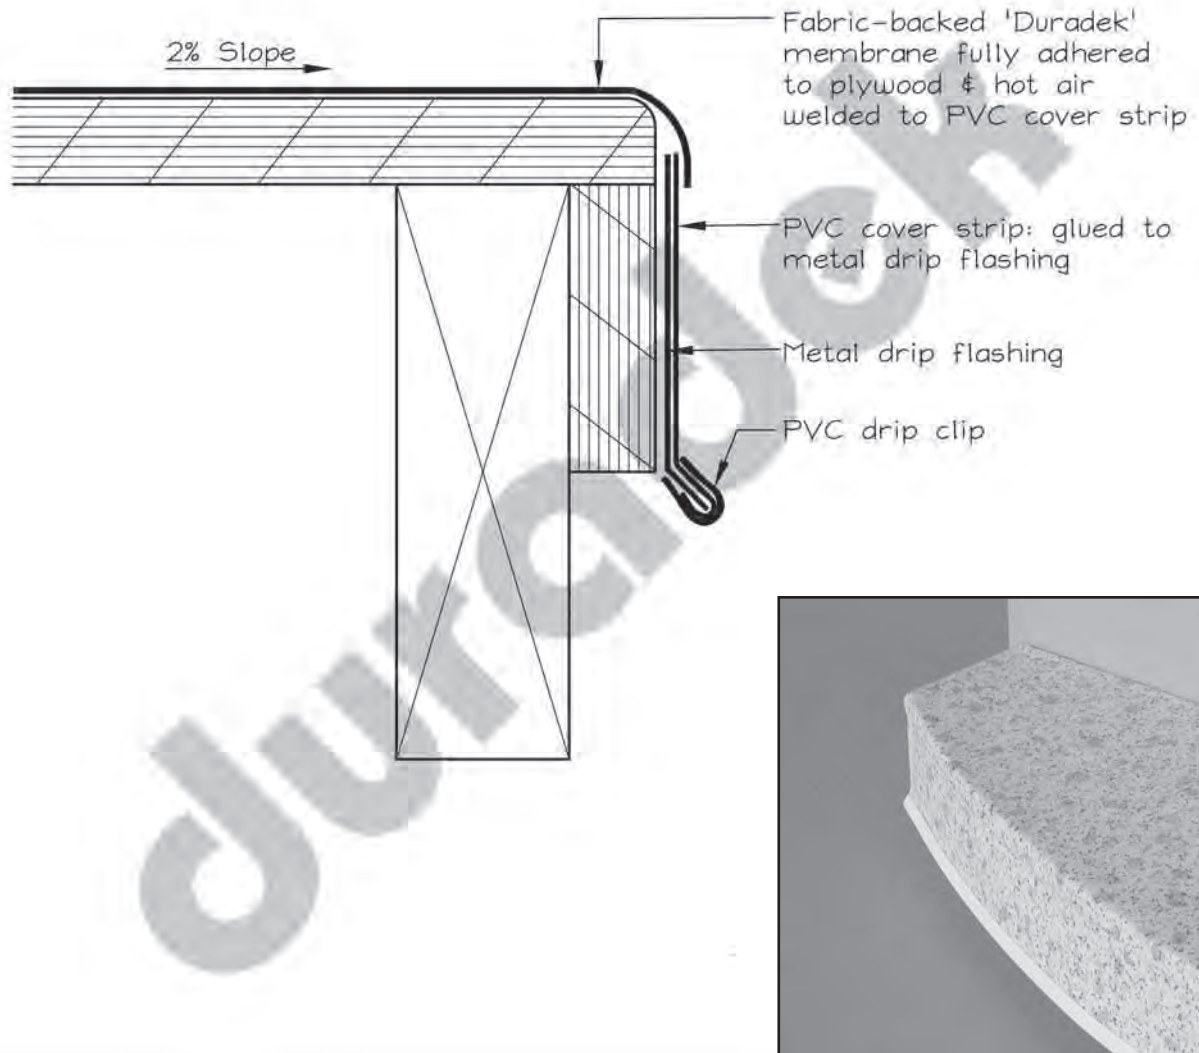 2% Slope
Fabric-backed 'Duradek'
membrane fully adhered
to plywood & hot air
welded to PVC cover strip
PVC cover strip: glued to
metal drip flashing
Metal drip flashing
PVC drip clip
duradek